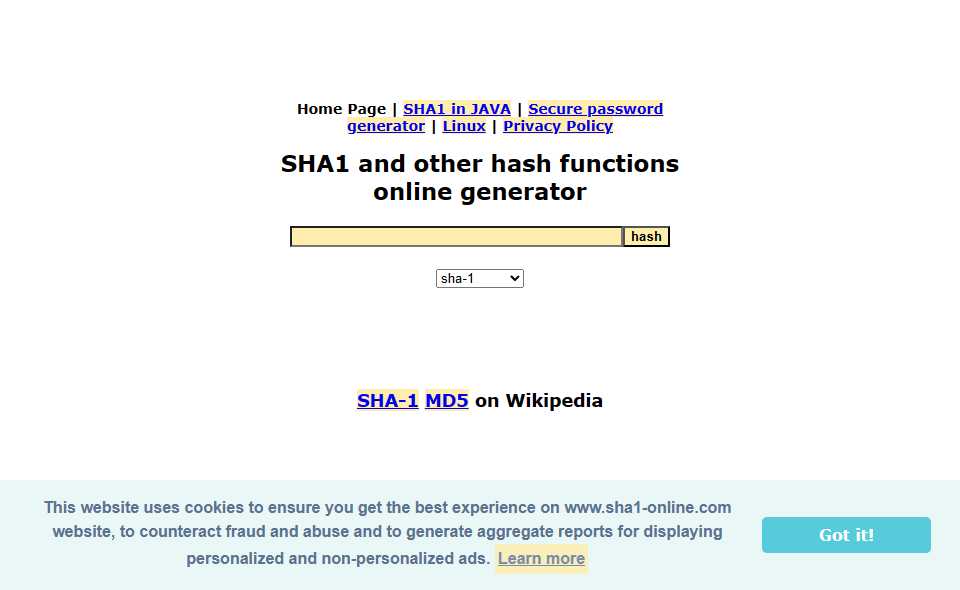 Home Page | SHA1 in JAVA | Secure password
generator | Linux | Privacy Policy
SHA1 and other hash functions
online generator
hash
sha-1
SHA-1 MD5 on Wikipedia
This website uses cookies to ensure you get the best experience on www.sha1-online.com
website, to counteract fraud and abuse and to generate aggregate reports for displaying
personalized and non-personalized ads. Learn more
Got it!